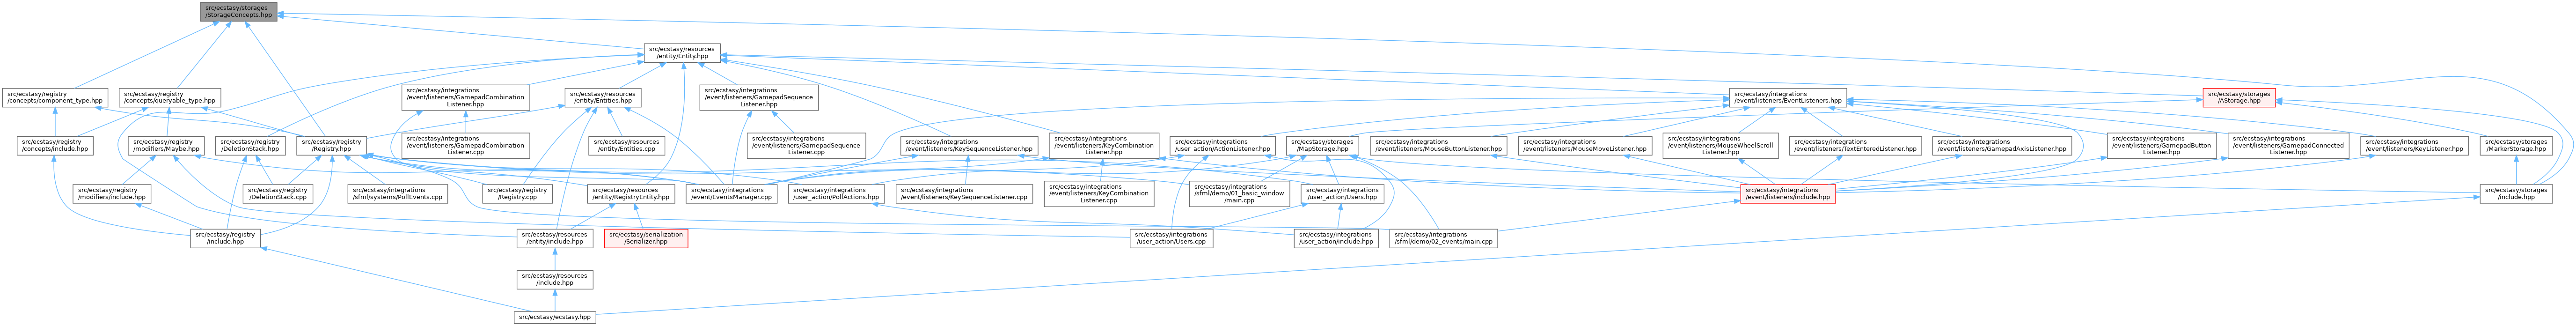 src/ecstasy/storages
/StorageConcepts.hpp
src/ecstasy/resources
/entity/Entity.hpp
src/ecstasy/registry
/concepts/component_type.hpp
src/ecstasy/registry
/concepts/queryable_type.hpp
src/ecstasy/integrations
/event/listeners/GamepadCombination
Listener.hpp
src/ecstasy/resources
/entity/Entities.hpp
src/ecstasy/integrations
/event/listeners/GamepadSequence
Listener.hpp
src/ecstasy/integrations
/event/listeners/EventListeners.hpp
src/ecstasy/storages
/AStorage.hpp
src/ecstasy/registry
/concepts/include.hpp
src/ecstasy/registry
/modifiers/Maybe.hpp
src/ecstasy/registry
/DeletionStack.hpp
src/ecstasy/registry
/Registry.hpp
src/ecstasy/integrations
/event/listeners/GamepadCombination
Listener.cpp
src/ecstasy/resources
/entity/Entities.cpp
src/ecstasy/integrations
/event/listeners/GamepadSequence
Listener.cpp
src/ecstasy/integrations
/event/listeners/KeySequenceListener.hpp
src/ecstasy/integrations
/event/listeners/KeyCombination
Listener.hpp
src/ecstasy/integrations
/user_action/ActionListener.hpp
src/ecstasy/storages
/MapStorage.hpp
src/ecstasy/integrations
/event/listeners/MouseButtonListener.hpp
src/ecstasy/integrations
/event/listeners/MouseMoveListener.hpp
src/ecstasy/integrations
/event/listeners/MouseWheelScroll
Listener.hpp
src/ecstasy/integrations
/event/listeners/TextEnteredListener.hpp
src/ecstasy/integrations
/event/listeners/GamepadAxisListener.hpp
src/ecstasy/integrations
/event/listeners/GamepadButton
Listener.hpp
src/ecstasy/integrations
/event/listeners/GamepadConnected
Listener.hpp
src/ecstasy/integrations
/event/listeners/KeyListener.hpp
src/ecstasy/storages
/MarkerStorage.hpp
src/ecstasy/registry
/modifiers/include.hpp
src/ecstasy/registry
/DeletionStack.cpp
src/ecstasy/integrations
/sfml/systems/PollEvents.cpp
src/ecstasy/registry
/Registry.cpp
src/ecstasy/resources
/entity/RegistryEntity.hpp
src/ecstasy/integrations
/event/EventsManager.cpp
src/ecstasy/integrations
/user_action/PollActions.hpp
src/ecstasy/integrations
/event/listeners/KeySequenceListener.cpp
src/ecstasy/integrations
/event/listeners/KeyCombination
Listener.cpp
src/ecstasy/integrations
/sfml/demo/01_basic_window
/main.cpp
src/ecstasy/integrations
/user_action/Users.hpp
src/ecstasy/integrations
/event/listeners/include.hpp
src/ecstasy/storages
/include.hpp
src/ecstasy/registry
/include.hpp
src/ecstasy/resources
/entity/include.hpp
src/ecstasy/serialization
/Serializer.hpp
src/ecstasy/integrations
/user_action/Users.cpp
src/ecstasy/integrations
/user_action/include.hpp
src/ecstasy/integrations
/sfml/demo/02_events/main.cpp
src/ecstasy/resources
/include.hpp
src/ecstasy/ecstasy.hpp